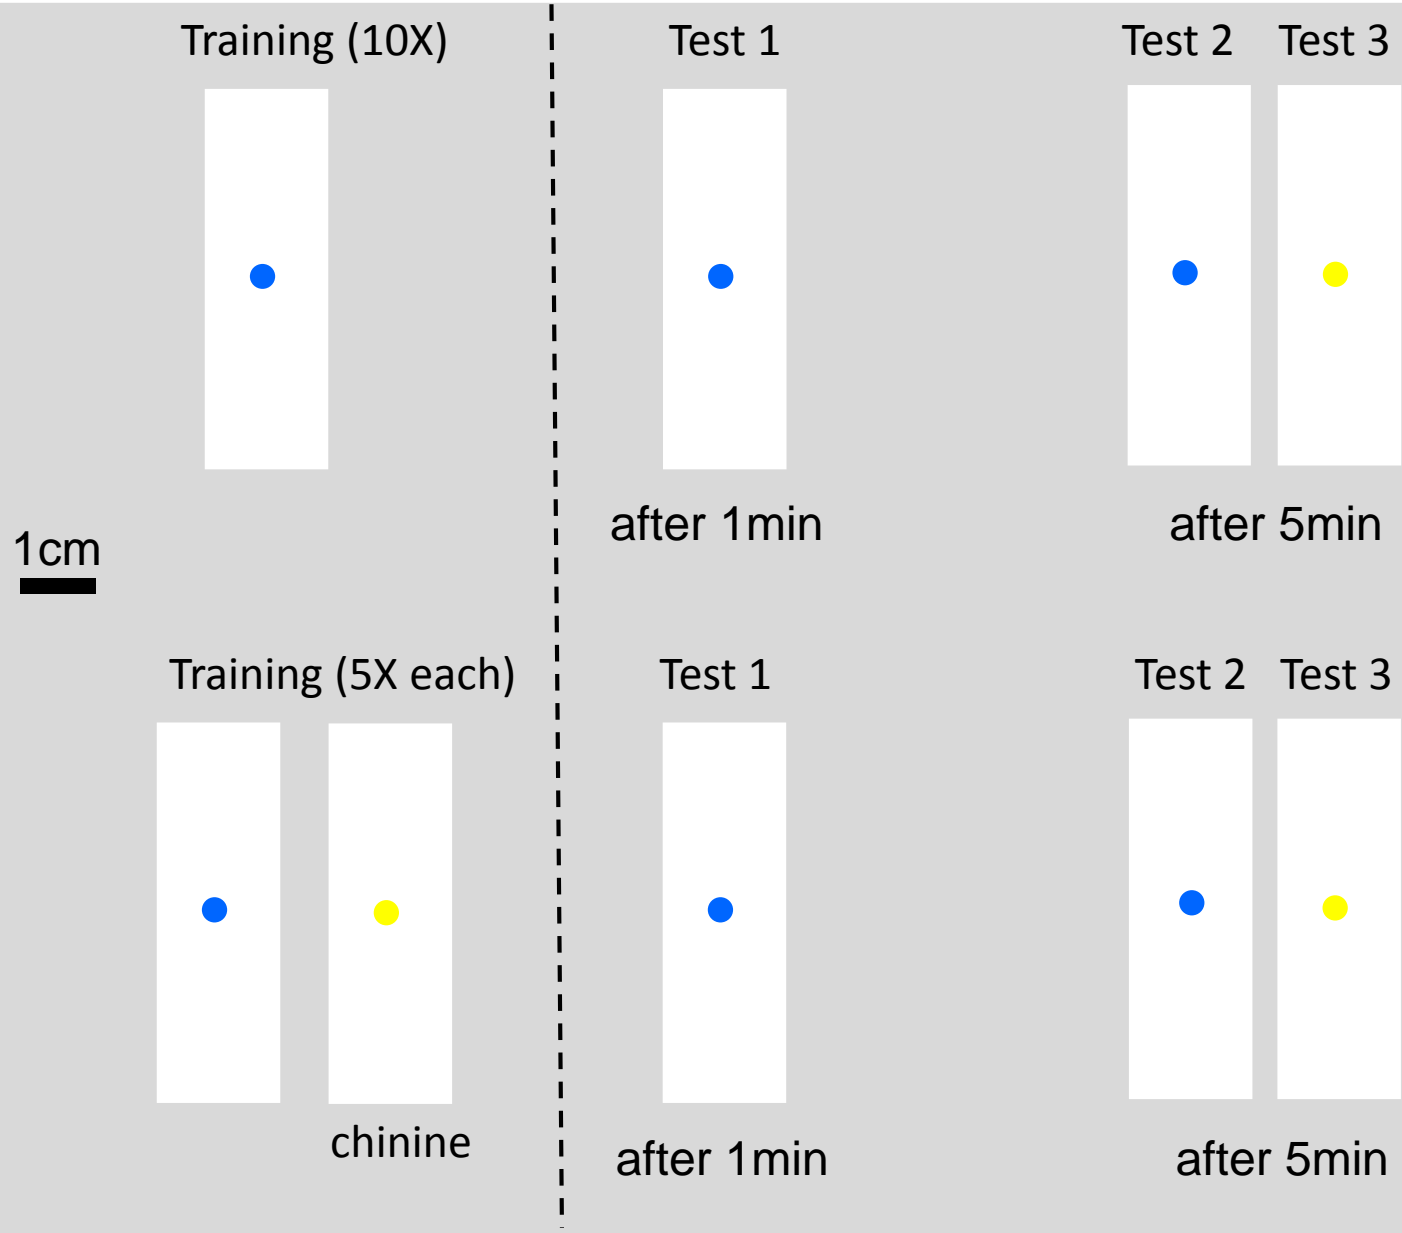 Training (10X)
Test 1
Test 2
Test 3
after 1min
after 5min
1cm
Training (5X each)
Test 1
Test 2
Test 3
chinine
after 1min
after 5min